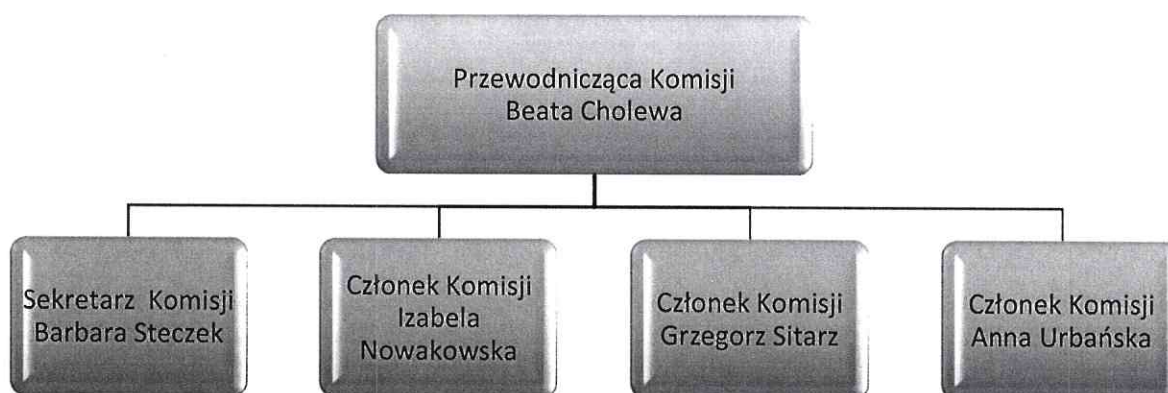 Przewodnicząca Komisji
Beata Cholewa
Sekretarz Komisji
Barbara Steczek
Członek Komisji
Izabela
Nowakowska
Członek Komisji
Grzegorz Sitarz
Członek Komisji
Anna Urbańska